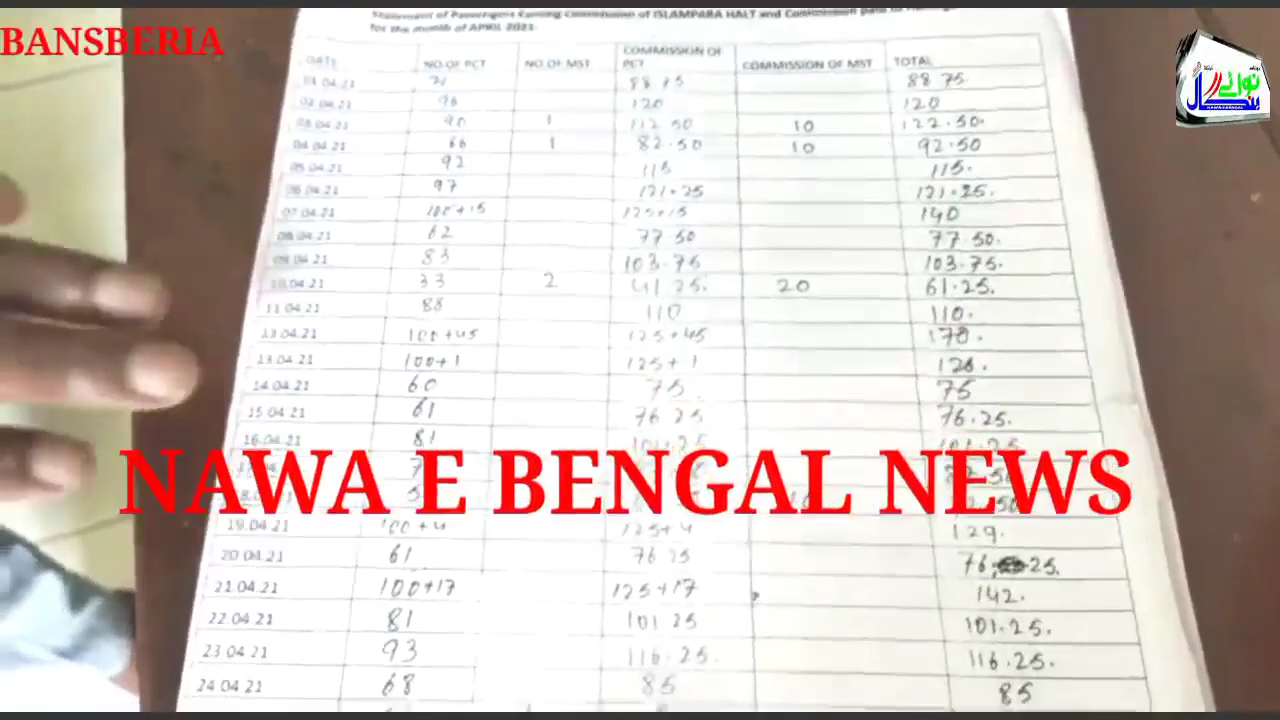 BANSBERIA
Statement of Passengers Earning Commission of ISLAMPARA HALT and Commission paid to
for the month of APRIL 2021
DATE NO.OF PCT NO OF MST COMMISSION OF PCT COMMISSION OF MST TOTAL
01.04.21 71 88 75 88 75.
02.04.21 96 120 120
03.04.21 90 1 112 50 10 122.50.
04.04.21 66 1 82.50 10 92.50
05.04.21 92 115 115.
06.04.21 97 121.25 121.25.
07.04.21 100+15 125+15 140
08.04.21 62 77 50 77 50.
09.04.21 83 103.75 103.75.
10.04.21 33 2 41 25. 20 61.25.
11.04.21 88 110 110.
13.04.21 100+45 125+45 170.
13.04.21 100+1 125+1 126.
14.04.21 60 75. 75
15.04.21 61 76 25 76.25.
16.04.21 81 101.25 101.25
NAWA E BENGAL NEWS
19.04.21 100+4 125+4 129.
20.04.21 61 76 25 76. 25.
21.04.21 100+17 125+17 142.
22.04.21 81 101 25 101.25.
23.04.21 93 116.25. 116.25.
24.04.21 68 85 85
نوائے
بنگال